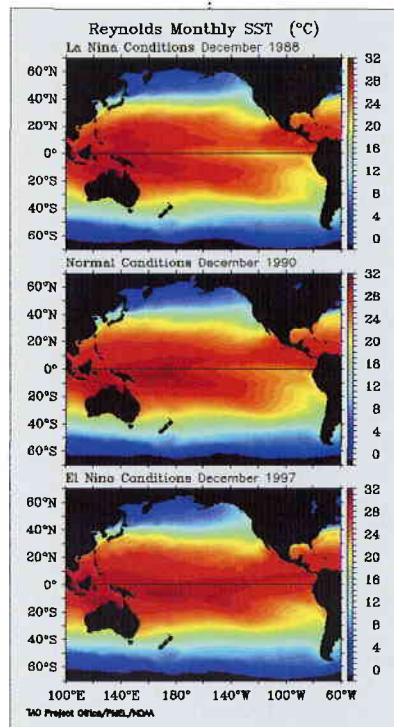 Reynolds Monthly SST (°C)
La Nina Conditions December 1988
60°N
40°N
20°N
0°
20°S
40°S
60°S
32
28
24
20
16
12
8
4
0
Normal Conditions December 1990
60°N
40°N
20°N
0°
20°S
40°S
60°S
32
28
24
20
16
12
8
4
0
El Nino Conditions December 1997
60°N
40°N
20°N
0°
20°S
40°S
60°S
32
28
24
20
16
12
8
4
0
100°E 140°E 180° 140°W 100°W 60°W
TAO Project Office/PMEL/NOAA